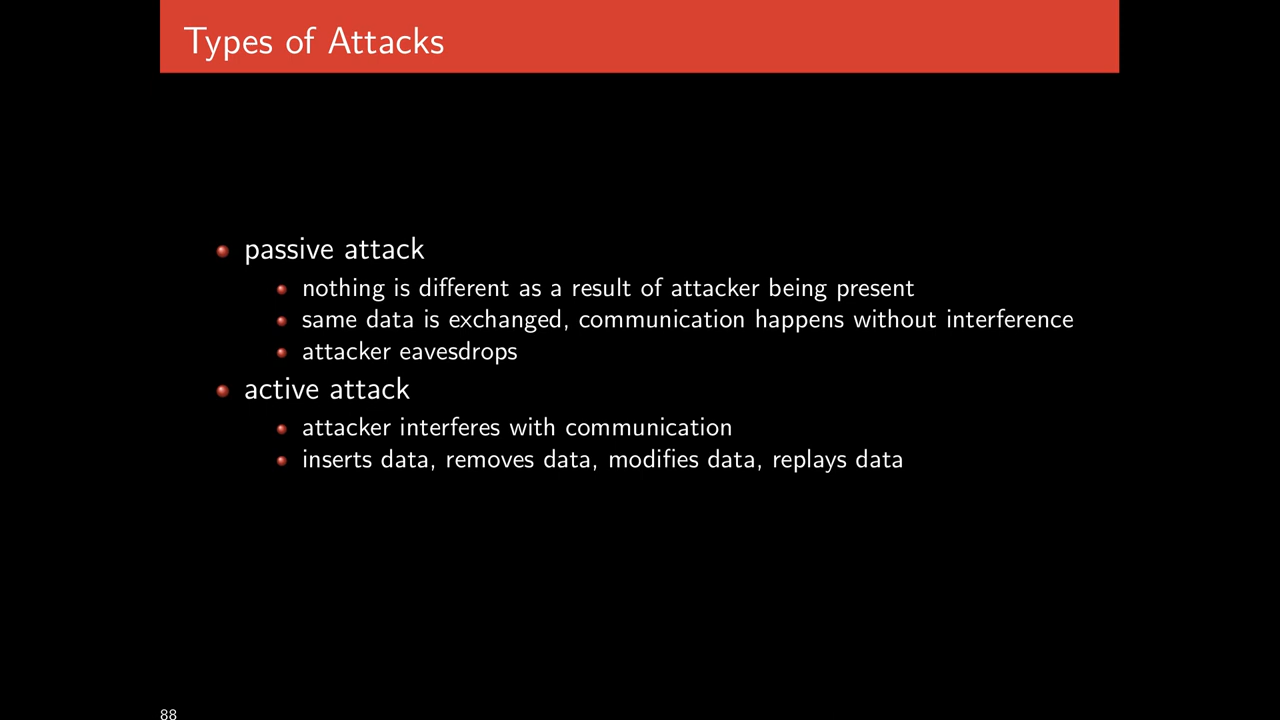 Types of Attacks
passive attack
nothing is different as a result of attacker being present
same data is exchanged, communication happens without interference
attacker eavesdrops
active attack
attacker interferes with communication
inserts data, removes data, modifies data, replays data
88